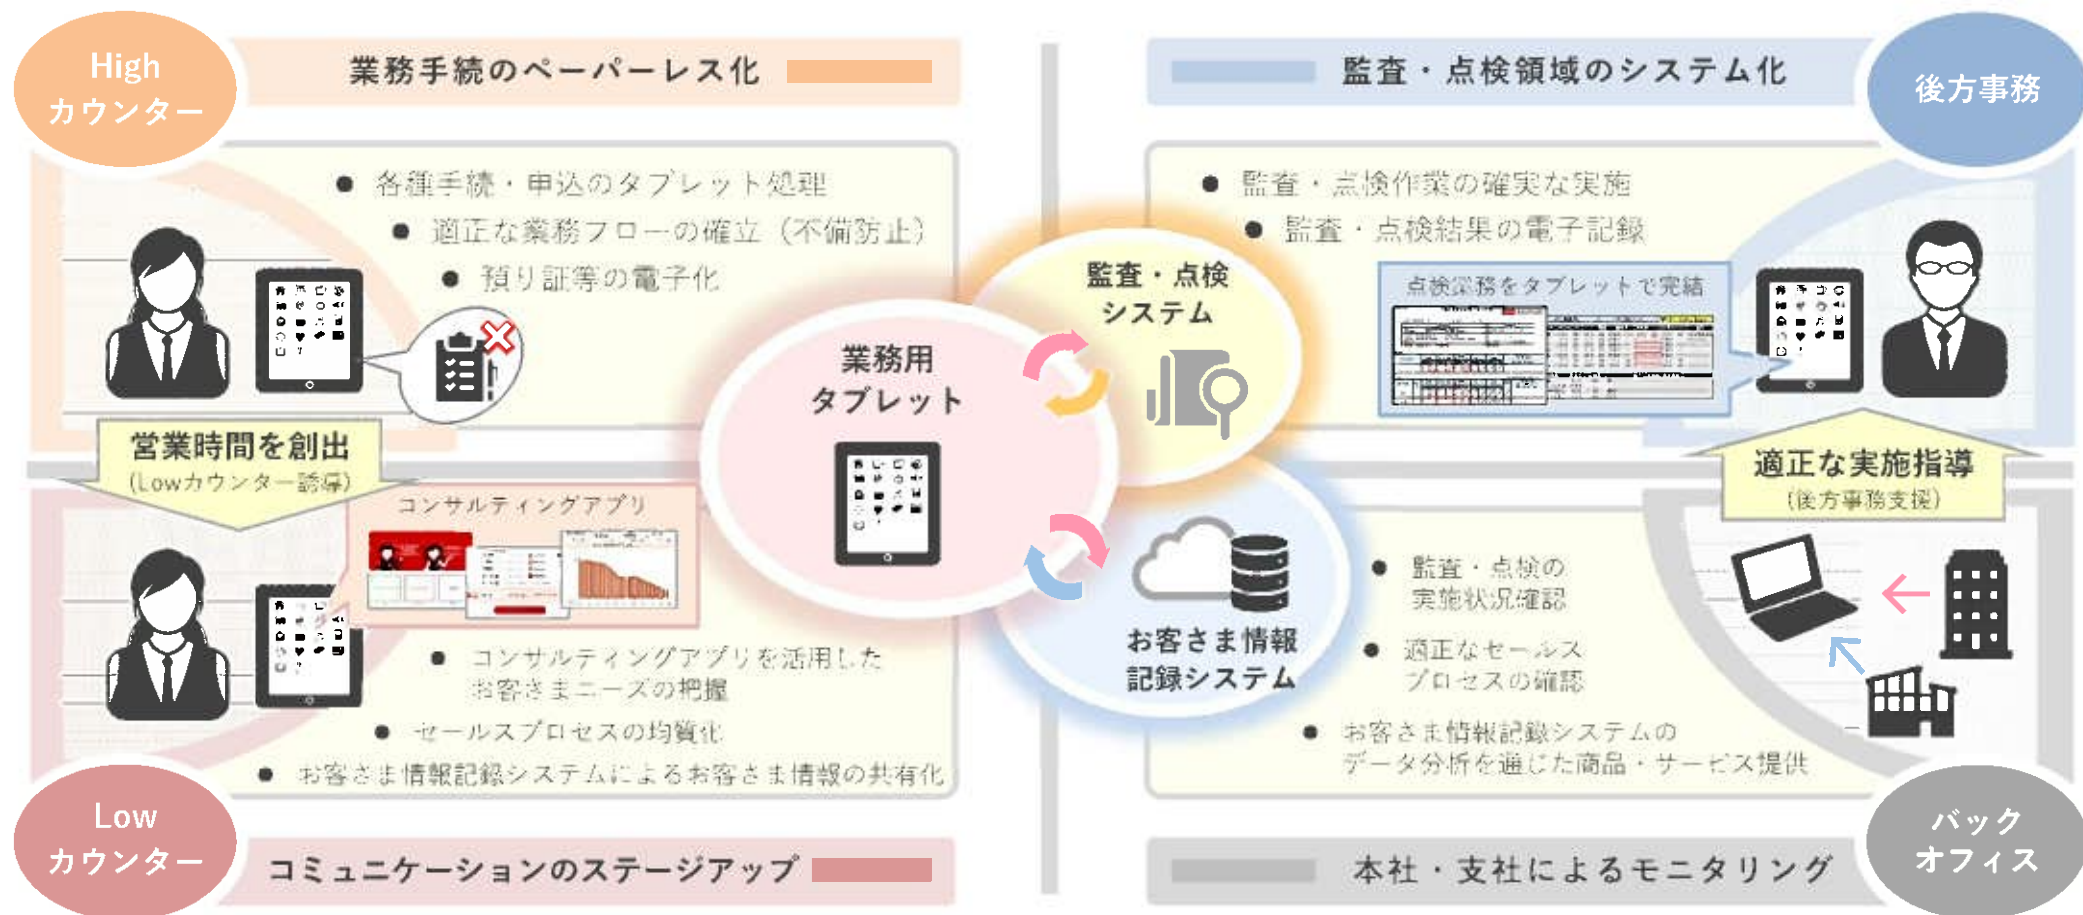 High
カウンター
業務手続のペーパーレス化
各種手続・申込のタブレット処理
適正な業務フローの確立（不備防止）
預り証等の電子化
営業時間を創出
(Lowカウンター誘導)
コンサルティングアプリ
コンサルティングアプリを活用した
お客さまニーズの把握
セールスプロセスの均質化
お客さま情報記録システムによるお客さま情報の共有化
Low
カウンター
コミュニケーションのステージアップ
業務用
タブレット
監査・点検
システム
お客さま情報
記録システム
監査・点検領域のシステム化
後方事務
監査・点検作業の確実な実施
監査・点検結果の電子記録
点検業務をタブレットで完結
適正な実施指導
(後方事務支援)
監査・点検の
実施状況確認
適正なセールス
プロセスの確認
お客さま情報記録システムの
データ分析を通じた商品・サービス提供
本社・支社によるモニタリング
バック
オフィス